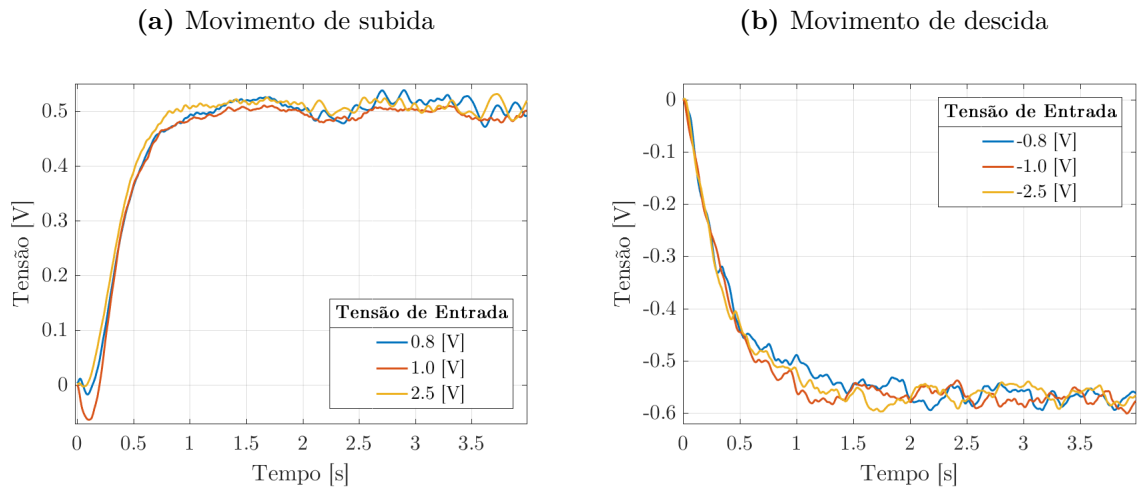 (a) Movimento de subida
0.5
0.4
0.3
0.2
0.1
0
Tensão [V]
Tensão de Entrada
0.8 [V]
1.0 [V]
2.5 [V]
0
0.5
1
1.5
2
2.5
3
3.5
Tempo [s]
(b) Movimento de descida
0
-0.1
-0.2
-0.3
-0.4
-0.5
-0.6
Tensão [V]
Tensão de Entrada
-0.8 [V]
-1.0 [V]
-2.5 [V]
0
0.5
1
1.5
2
2.5
3
3.5
Tempo [s]